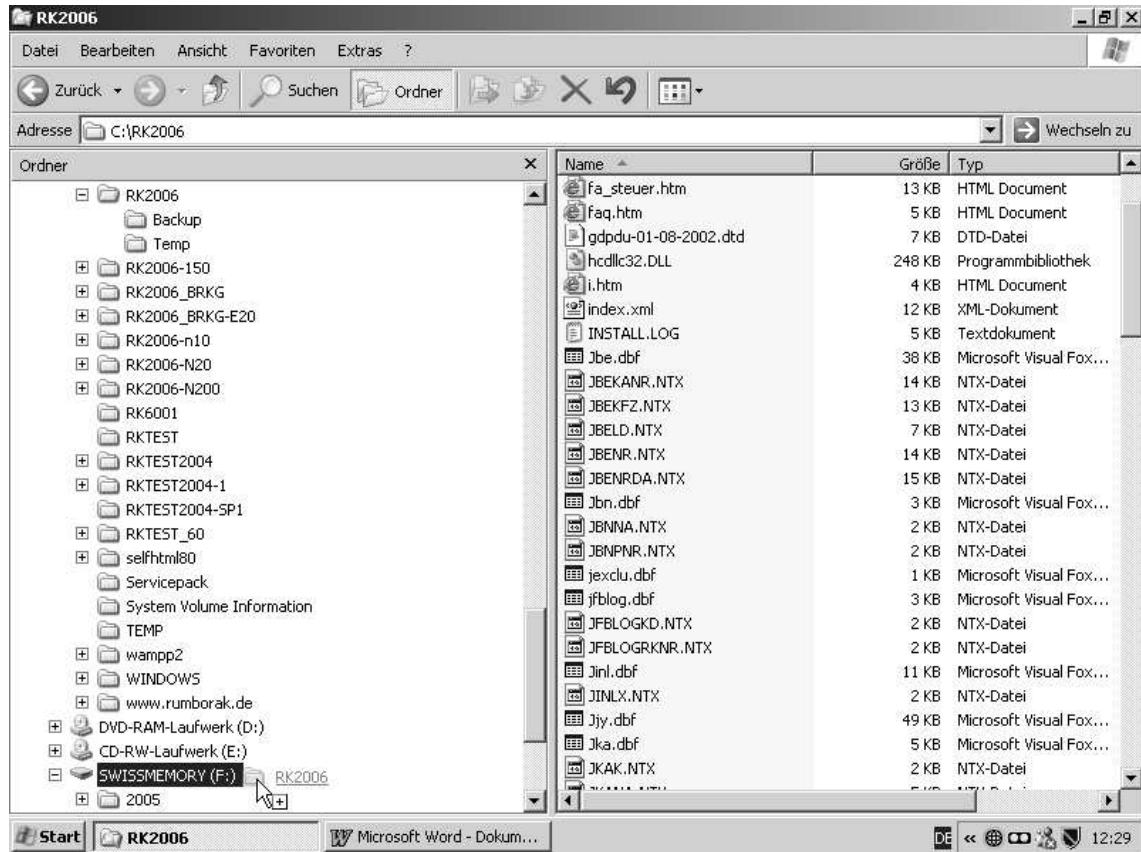 RK2006
Datei Bearbeiten Ansicht Favoriten Extras ?
Zurück Suchen Ordner
Adresse C:\RK2006 Wechseln zu
Ordner x
RK2006
Backup
Temp
RK2006-150
RK2006_BRKG
RK2006_BRKG-E20
RK2006-n10
RK2006-N20
RK2006-N200
RK6001
RKTEST
RKTEST2004
RKTEST2004-1
RKTEST2004-SP1
RKTEST_60
selfhtml80
Servicepack
System Volume Information
TEMP
wampp2
WINDOWS
www.rumborak.de
DVD-RAM-Laufwerk (D:)
CD-RW-Laufwerk (E:)
SWISSMEMORY (F:) RK2006
2005
Name Größe Typ
fa_steuer.htm 13 KB HTML Document
faq.htm 5 KB HTML Document
gdpdu-01-08-2002.dtd 7 KB DTD-Datei
hcdllc32.DLL 248 KB Programmbibliothek
i.htm 4 KB HTML Document
index.xml 12 KB XML-Dokument
INSTALL.LOG 5 KB Textdokument
Jbe.dbf 38 KB Microsoft Visual Fox...
JBEKANR.NTX 14 KB NTX-Datei
JBEKFZ.NTX 13 KB NTX-Datei
JBELD.NTX 7 KB NTX-Datei
JBENR.NTX 14 KB NTX-Datei
JBENRDA.NTX 15 KB NTX-Datei
Jbn.dbf 3 KB Microsoft Visual Fox...
JBNNA.NTX 2 KB NTX-Datei
JBNPNR.NTX 2 KB NTX-Datei
jexclu.dbf 1 KB Microsoft Visual Fox...
jfblog.dbf 3 KB Microsoft Visual Fox...
JFBLOGKD.NTX 2 KB NTX-Datei
JFBLOGRKNR.NTX 2 KB NTX-Datei
Jinl.dbf 11 KB Microsoft Visual Fox...
JINLX.NTX 2 KB NTX-Datei
Jjy.dbf 49 KB Microsoft Visual Fox...
Jka.dbf 5 KB Microsoft Visual Fox...
JKAK.NTX 2 KB NTX-Datei
Start RK2006 Microsoft Word - Dokum... DE « 12:29